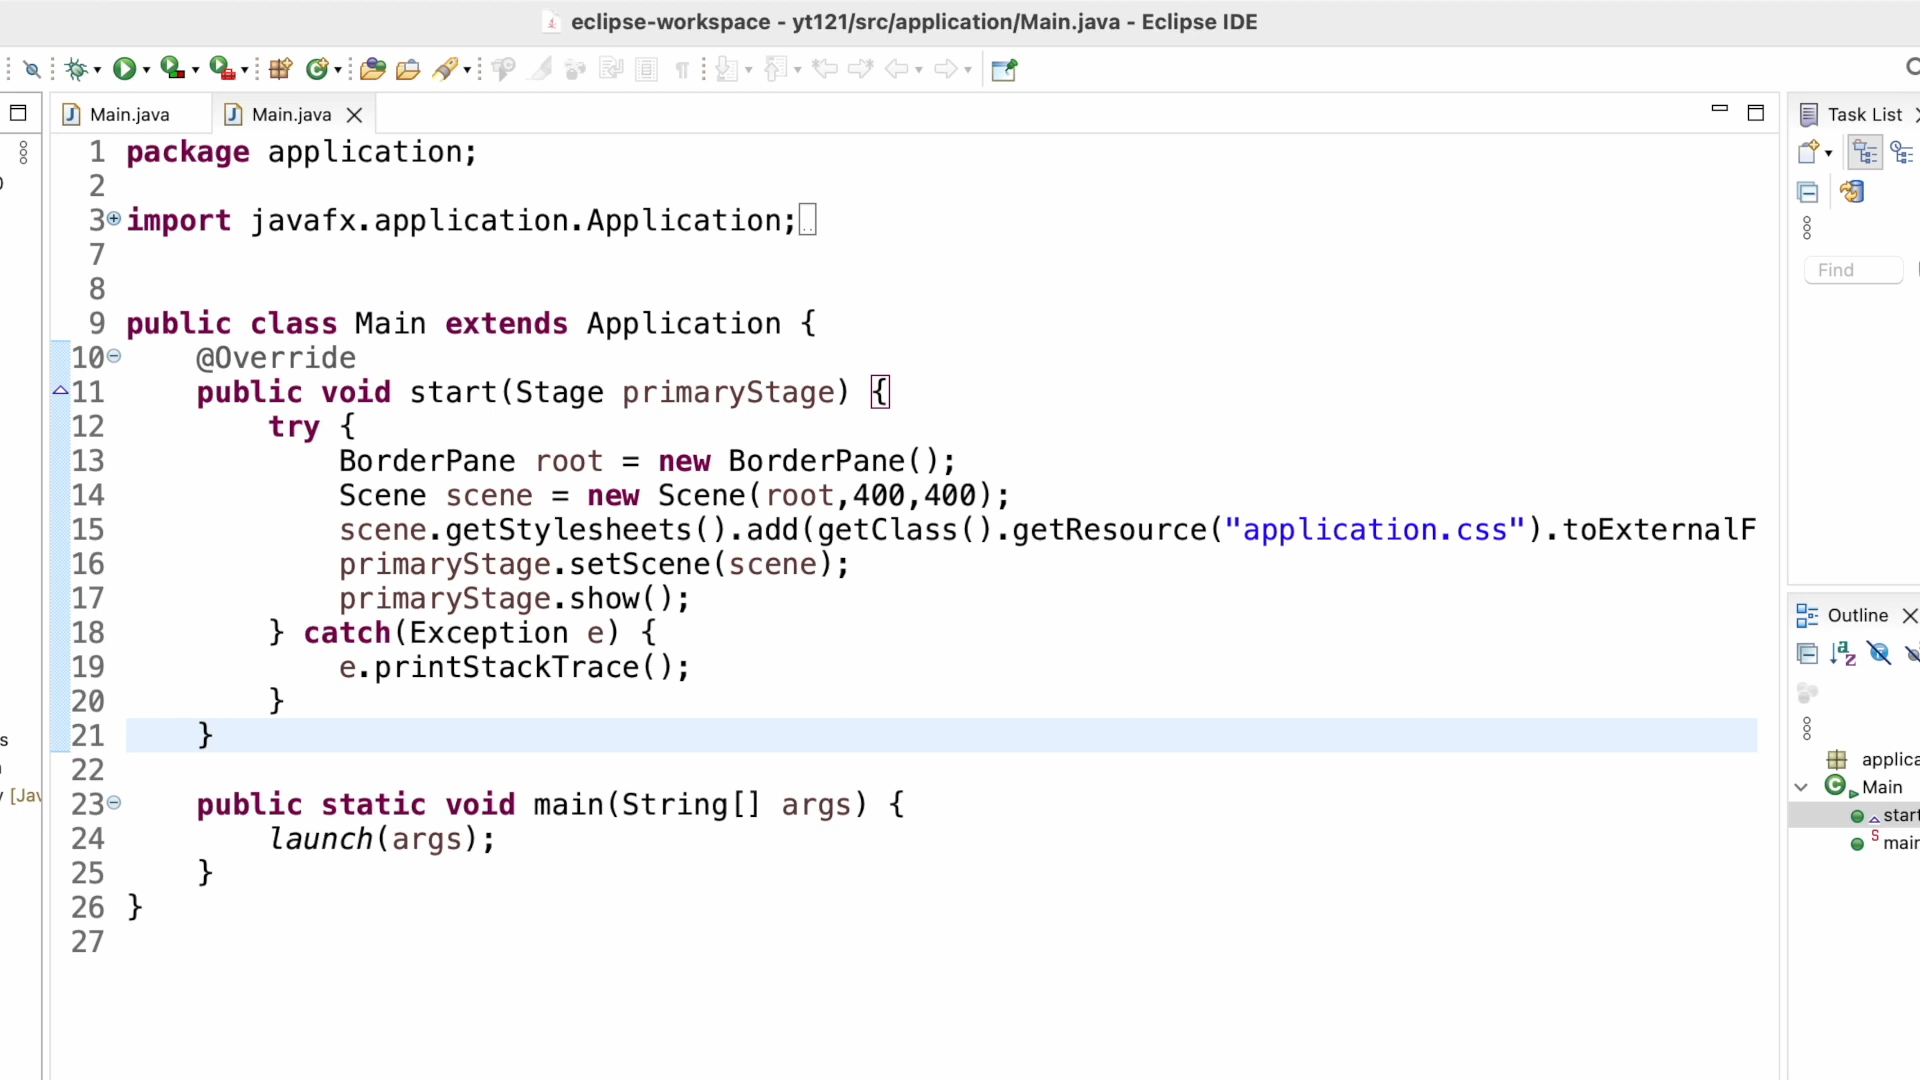 eclipse-workspace - yt121/src/application/Main.java - Eclipse IDE
Main.java
Main.java
1 package application;
2
3 import javafx.application.Application;
7
8
9 public class Main extends Application {
10 @Override
11 public void start(Stage primaryStage) {
12 try {
13 BorderPane root = new BorderPane();
14 Scene scene = new Scene(root,400,400);
15 scene.getStylesheets().add(getClass().getResource("application.css").toExternalF
16 primaryStage.setScene(scene);
17 primaryStage.show();
18 } catch(Exception e) {
19 e.printStackTrace();
20 }
21 }
22
23 public static void main(String[] args) {
24 launch(args);
25 }
26 }
27
s
[Jav
Task List
Find
Outline
applica
Main
start
main